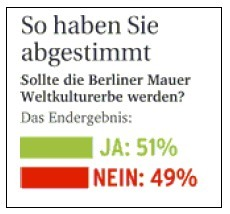 So haben Sie
abgestimmt
Sollte die Berliner Mauer
Weltkulturerbe werden?
Das Endergebnis:
JA: 51%
NEIN: 49%